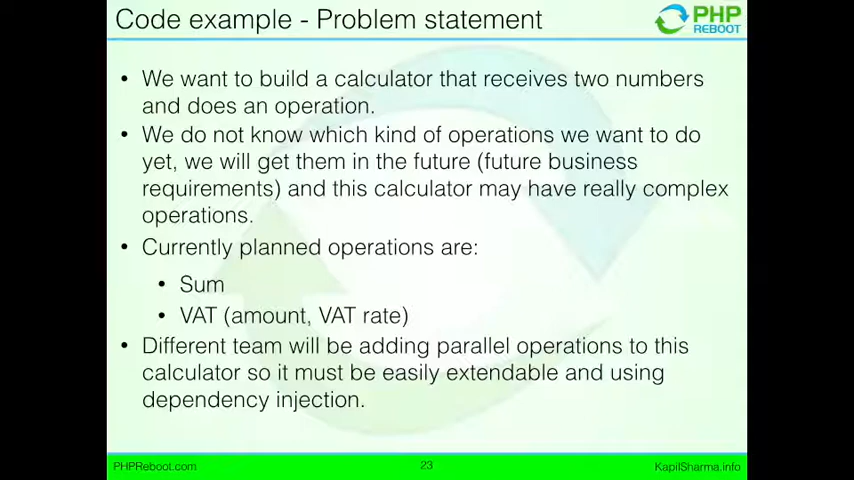 Code example - Problem statement
PHP
REBOOT
• We want to build a calculator that receives two numbers
and does an operation.
• We do not know which kind of operations we want to do
yet, we will get them in the future (future business
requirements) and this calculator may have really complex
operations.
• Currently planned operations are:
• Sum
• VAT (amount, VAT rate)
• Different team will be adding parallel operations to this
calculator so it must be easily extendable and using
dependency injection.
PHPReboot.com
23
KapilSharma.info